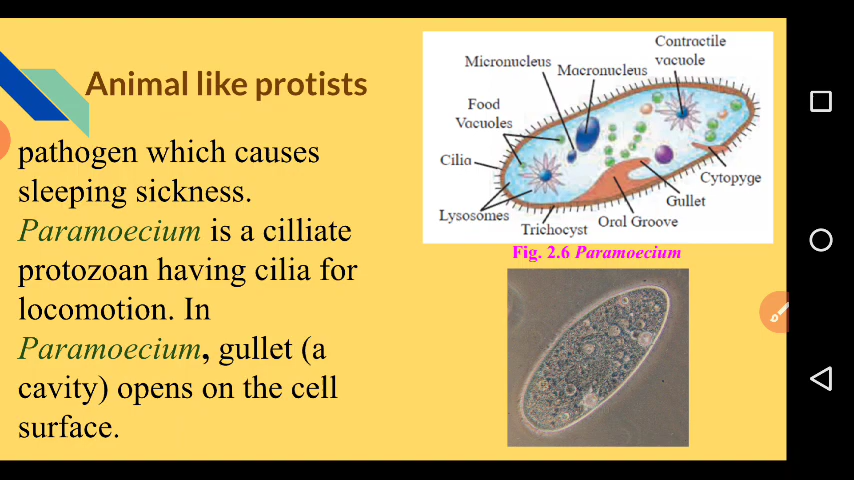 Animal like protists
pathogen which causes
sleeping sickness.
Paramoecium is a cilliate
protozoan having cilia for
locomotion. In
Paramoecium, gullet (a
cavity) opens on the cell
surface.
Contractile
vacuole
Micronucleus
Macronucleus
Food
Vacuoles
Cilia
Lysosomes
Trichocyst
Oral Groove
Gullet
Cytopyge
Fig. 2.6 Paramoecium